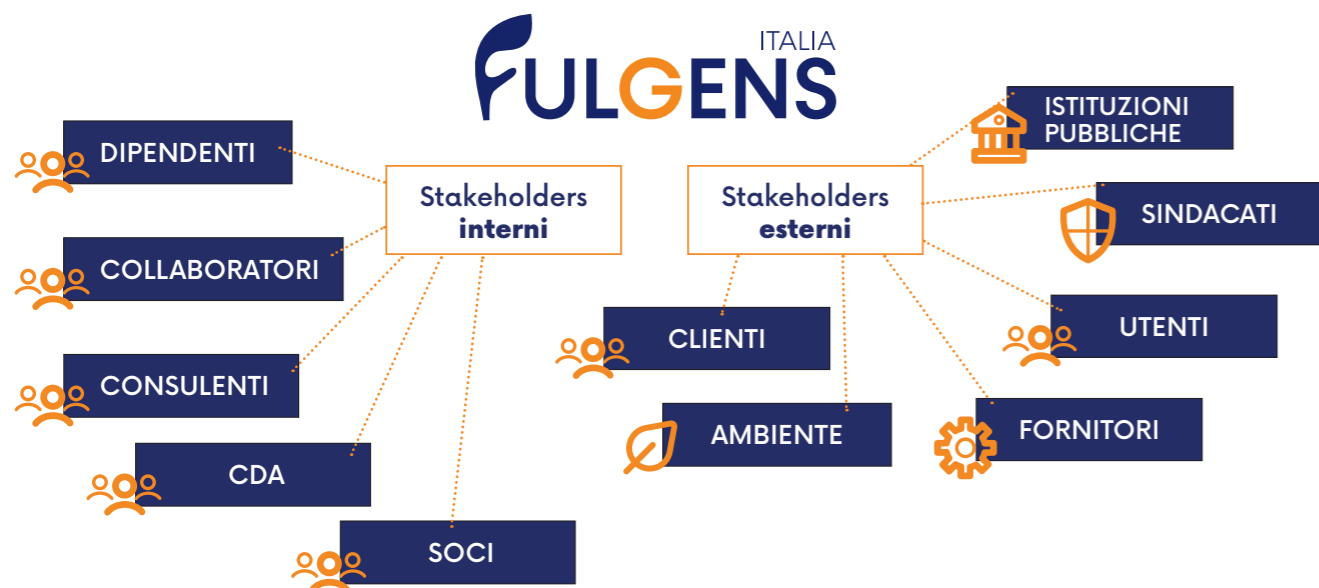 ITALIA
FULGENS
DIPENDENTI
COLLABORATORI
CONSULENTI
CDA
SOCI
Stakeholders
interni
Stakeholders
esterni
ISTITUZIONI
PUBBLICHE
SINDACATI
UTENTI
FORNITORI
CLIENTI
AMBIENTE